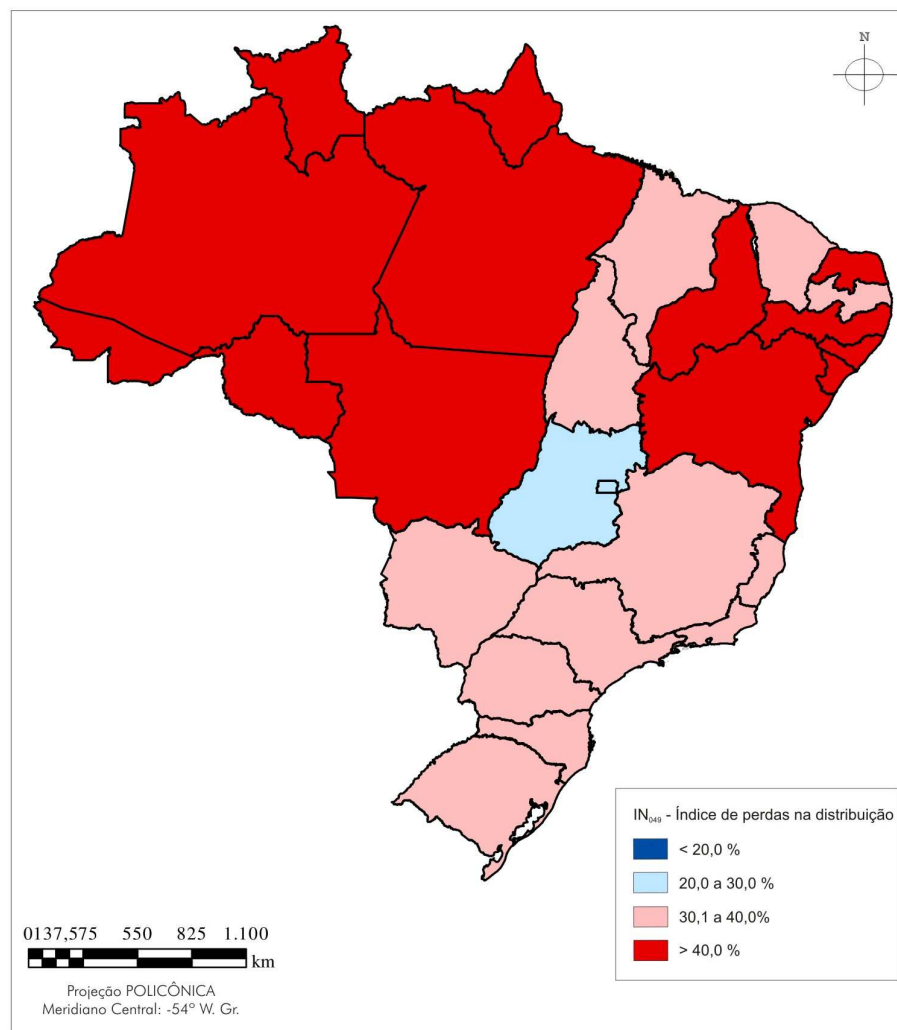 N
IN₀₄₉ - Índice de perdas na distribuição
< 20,0 %
20,0 a 30,0 %
30,1 a 40,0%
> 40,0 %
0137,575 550 825 1.100
km
Projeção POLICÔNICA
Meridiano Central: -54° W. Gr.